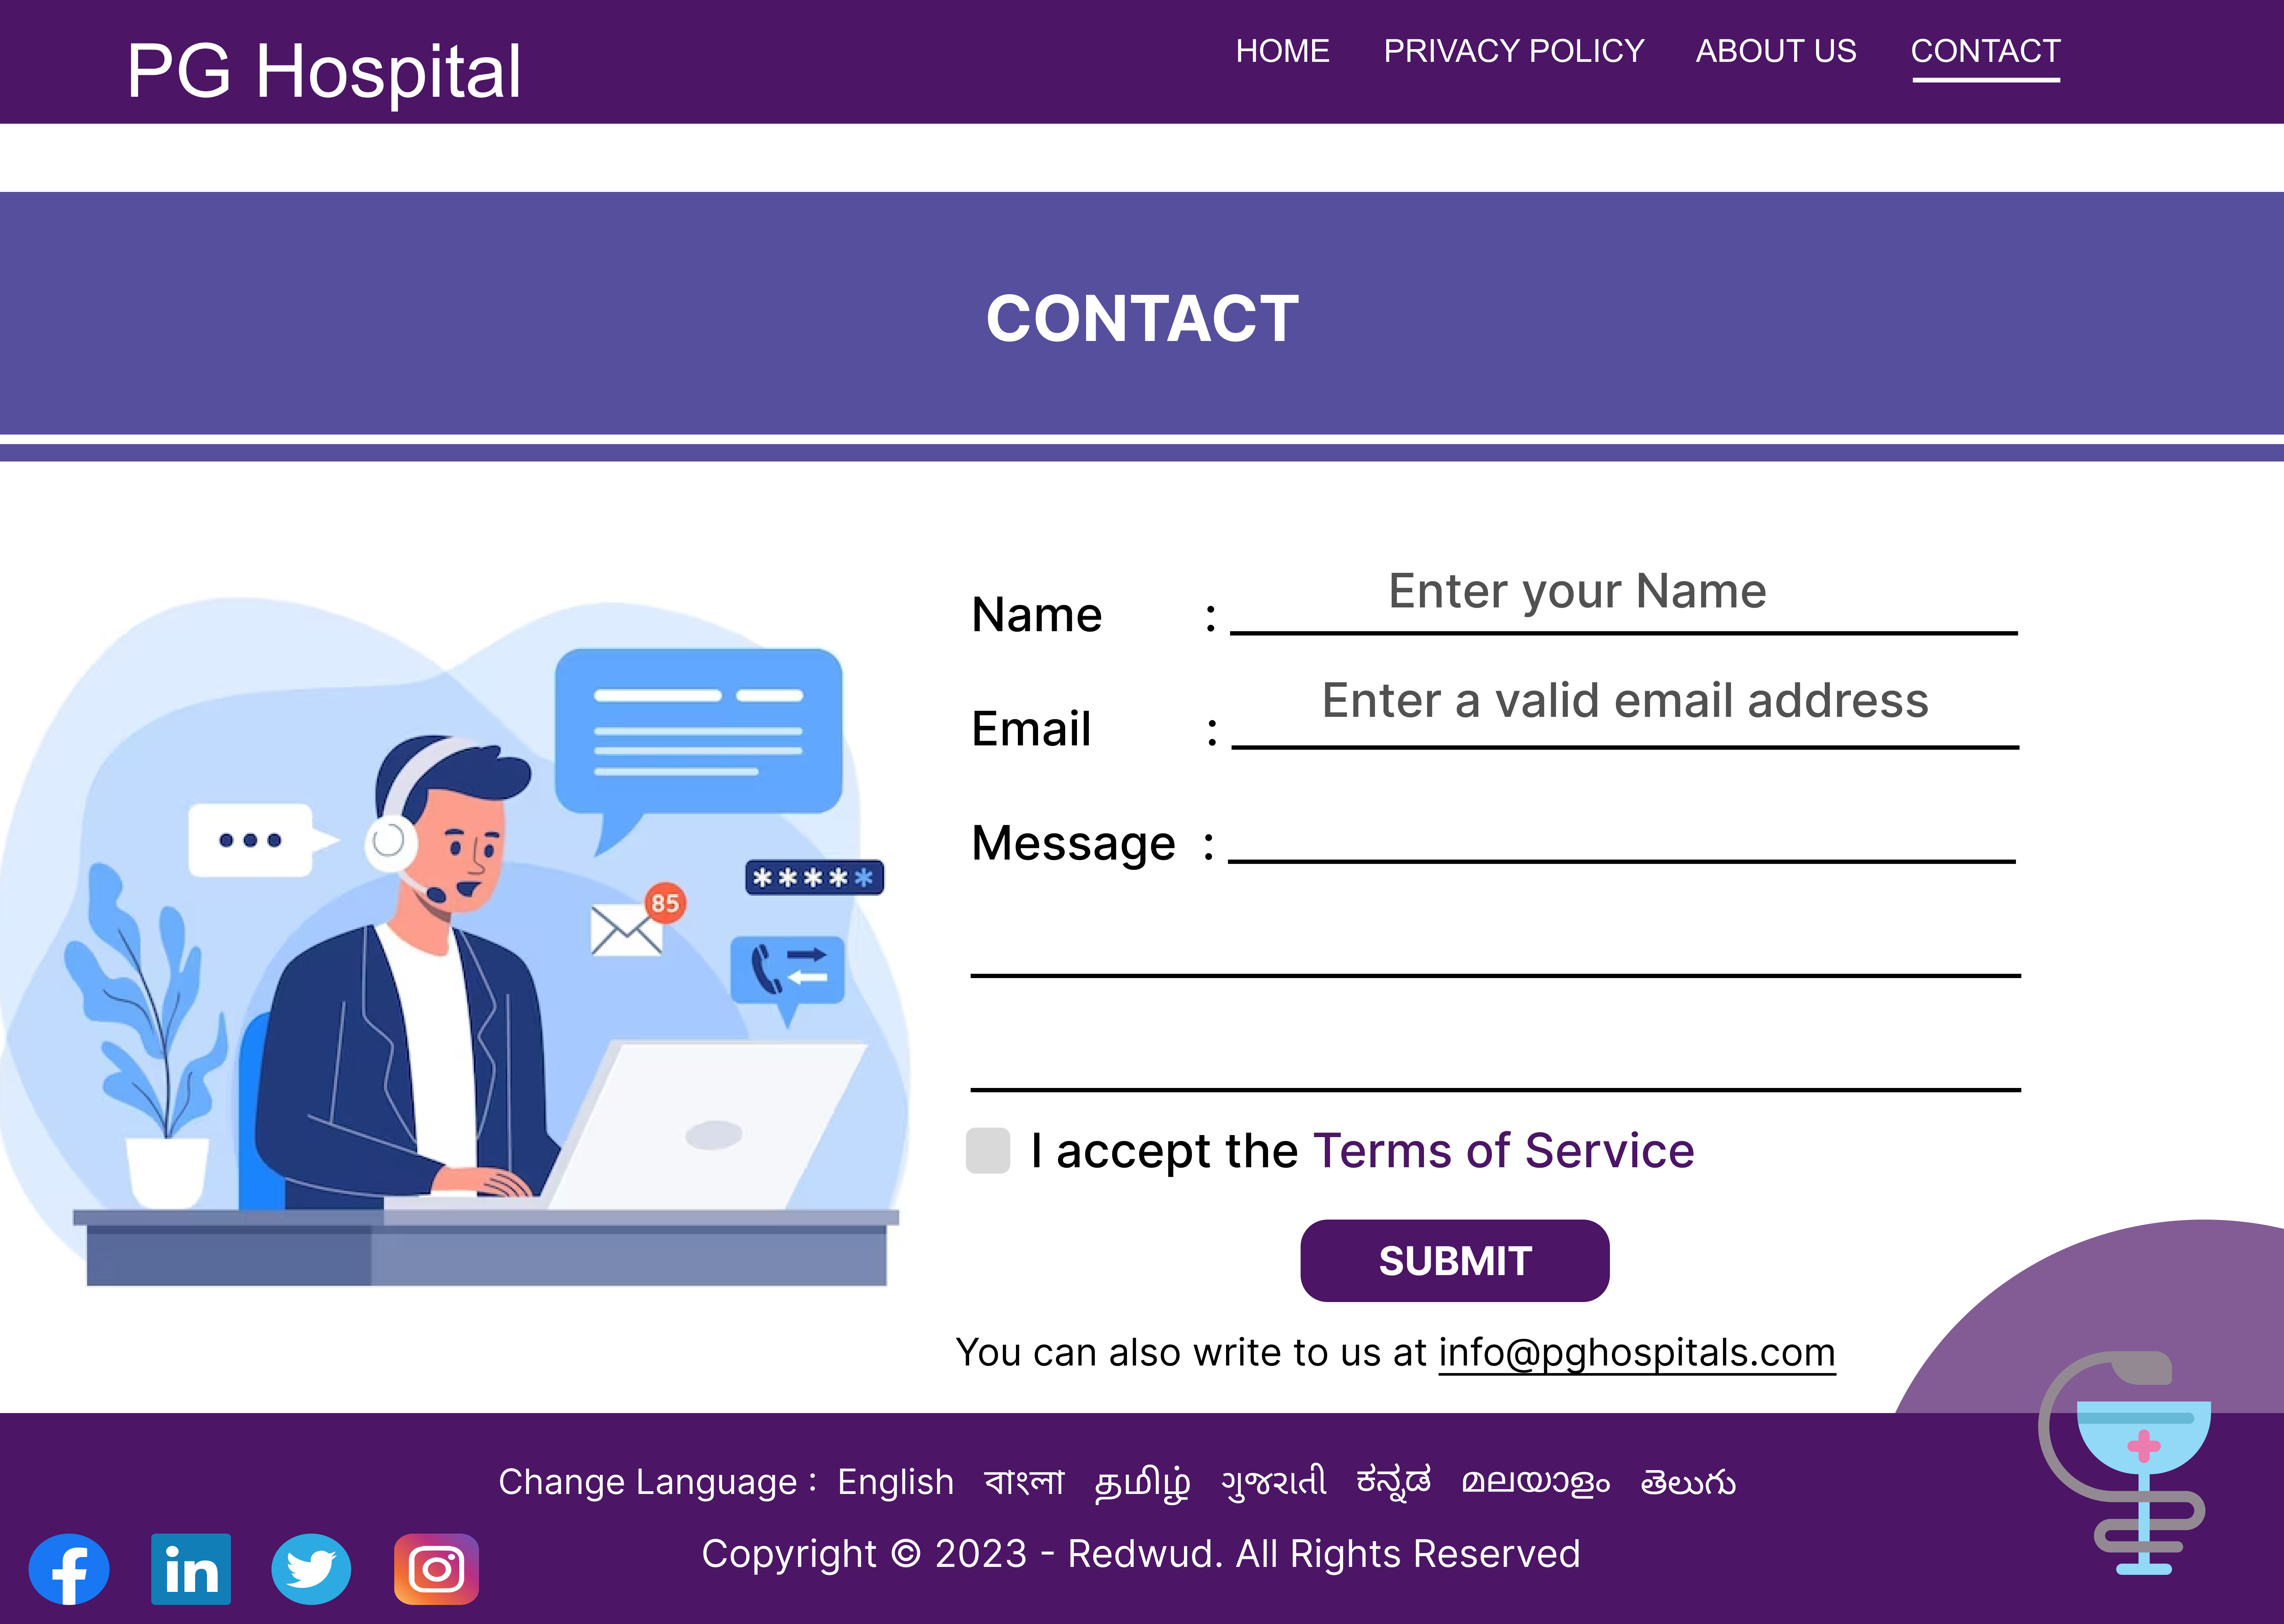 PG Hospital
HOME PRIVACY POLICY ABOUT US CONTACT
CONTACT
Name : Enter your Name
Email : Enter a valid email address
Message :
*****
85
I accept the Terms of Service
SUBMIT
You can also write to us at info@pghospitals.com
Change Language : English বাংলা தமிழ் ગુજરાતી ಕನ್ನಡ മലയാളം తెలుగు
in
Copyright © 2023 - Redwud. All Rights Reserved